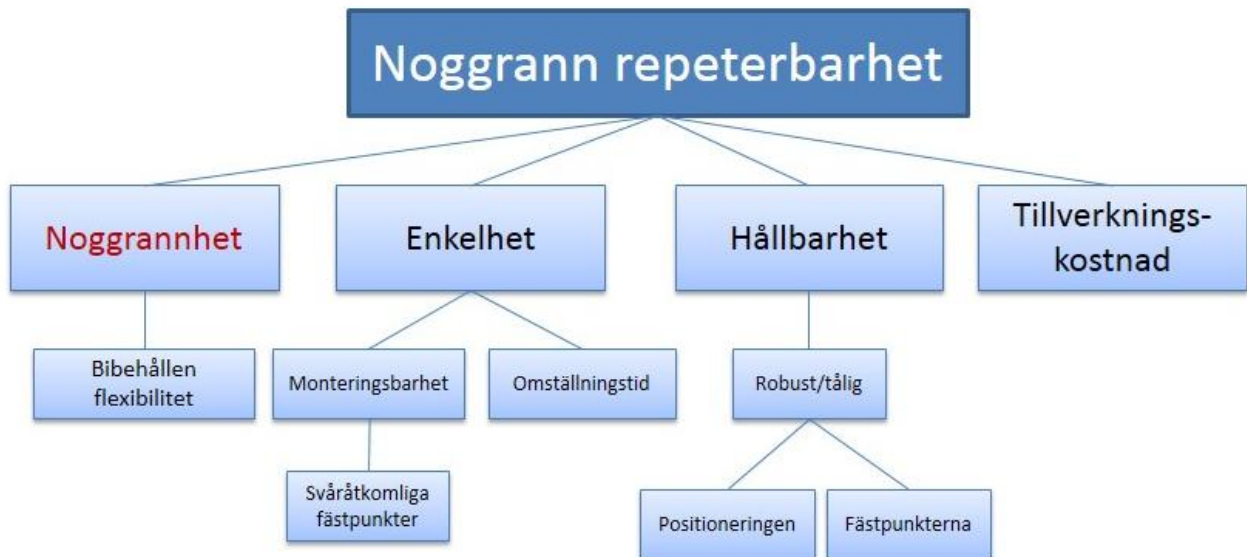 Noggrann repeterbarhet
Noggrannhet
Enkelhet
Hållbarhet
Tillverknings-
kostnad
Bibehållen
flexibilitet
Monteringsbarhet
Omställningstid
Robust/tålig
Svåråtkomliga
fästpunkter
Positioneringen
Fästpunkterna